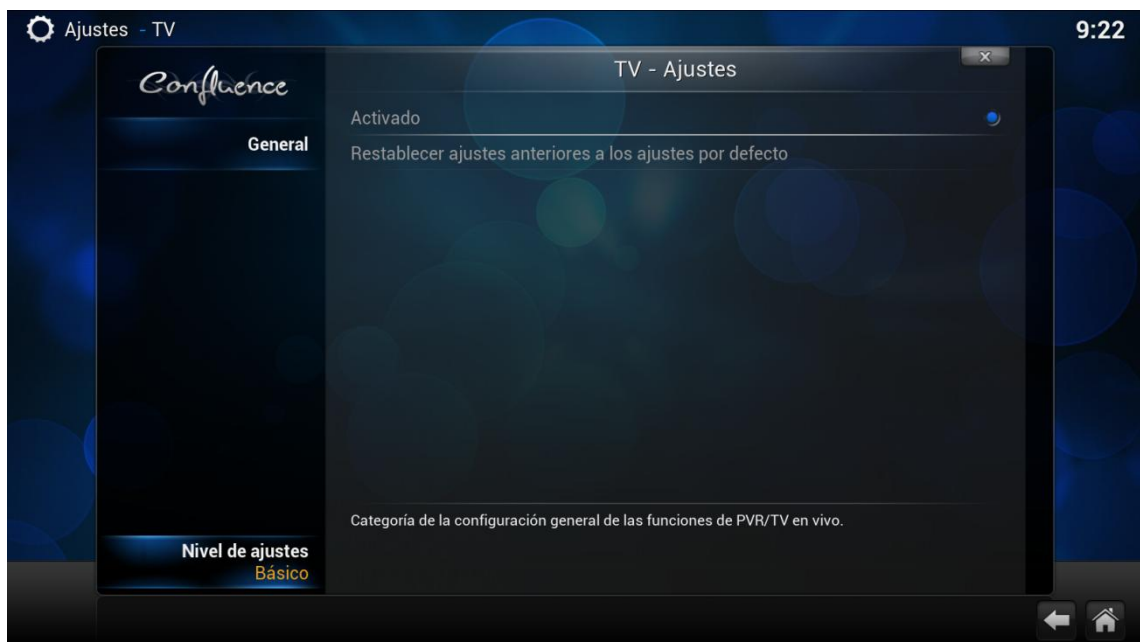 Ajustes - TV
9:22
Confluence
TV - Ajustes
x
General
Activado
Restablecer ajustes anteriores a los ajustes por defecto
Categoría de la configuración general de las funciones de PVR/TV en vivo.
Nivel de ajustes
Básico